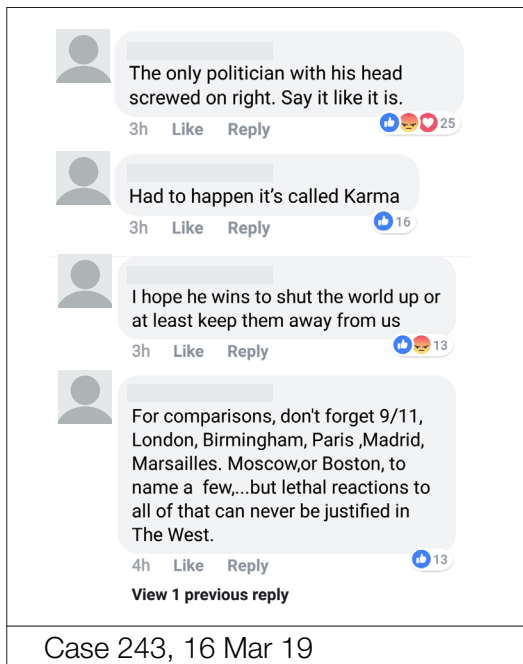 The only politician with his head
screwed on right. Say it like it is.
3h Like Reply 25
Had to happen it's called Karma
3h Like Reply 16
I hope he wins to shut the world up or
at least keep them away from us
3h Like Reply 13
For comparisons, don't forget 9/11,
London, Birmingham, Paris ,Madrid,
Marsailles. Moscow,or Boston, to
name a few,...but lethal reactions to
all of that can never be justified in
The West.
4h Like Reply 13
View 1 previous reply
Case 243, 16 Mar 19